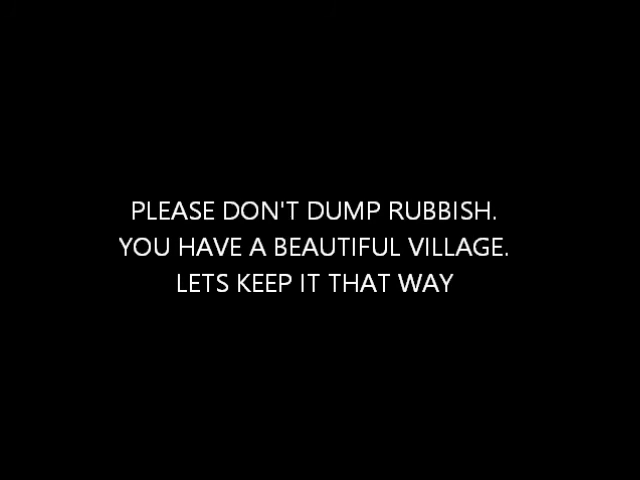 PLEASE DON'T DUMP RUBBISH.
YOU HAVE A BEAUTIFUL VILLAGE.
LETS KEEP IT THAT WAY